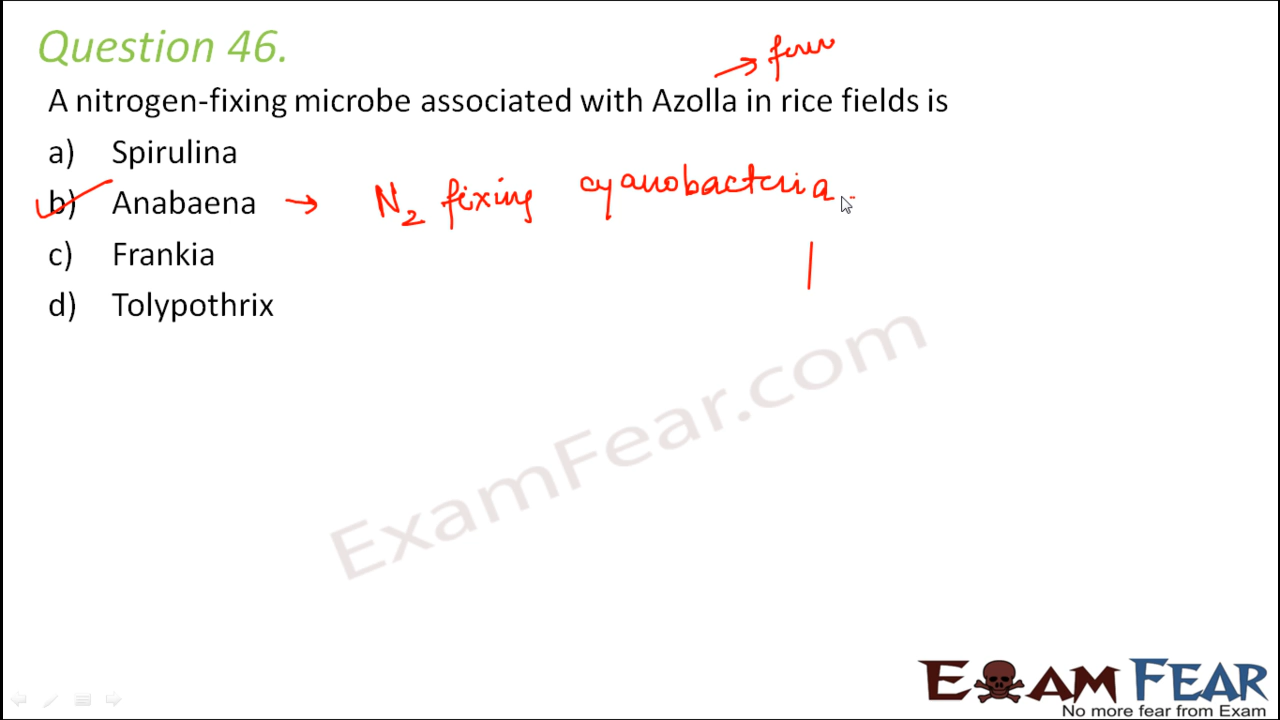 Question 46.
→ fern
A nitrogen-fixing microbe associated with Azolla in rice fields is
a) Spirulina
b) Anabaena → N2 fixing cyanobacteria
c) Frankia
d) Tolypothrix
ExamFear.com
EXAM FEAR
No more fear from Exam